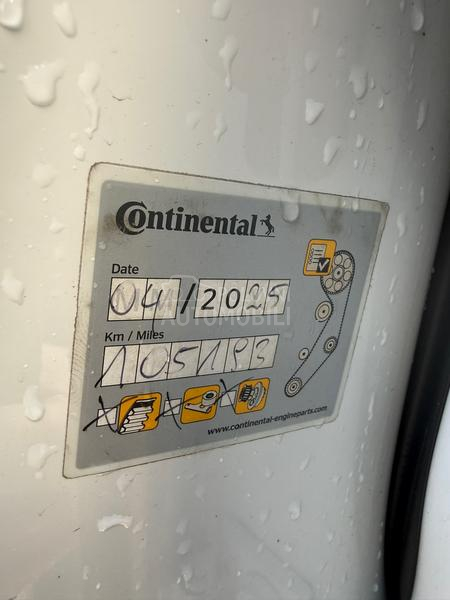 Continental
Date
04/2025
Km / Miles
105193
www.continental-engineparts.com